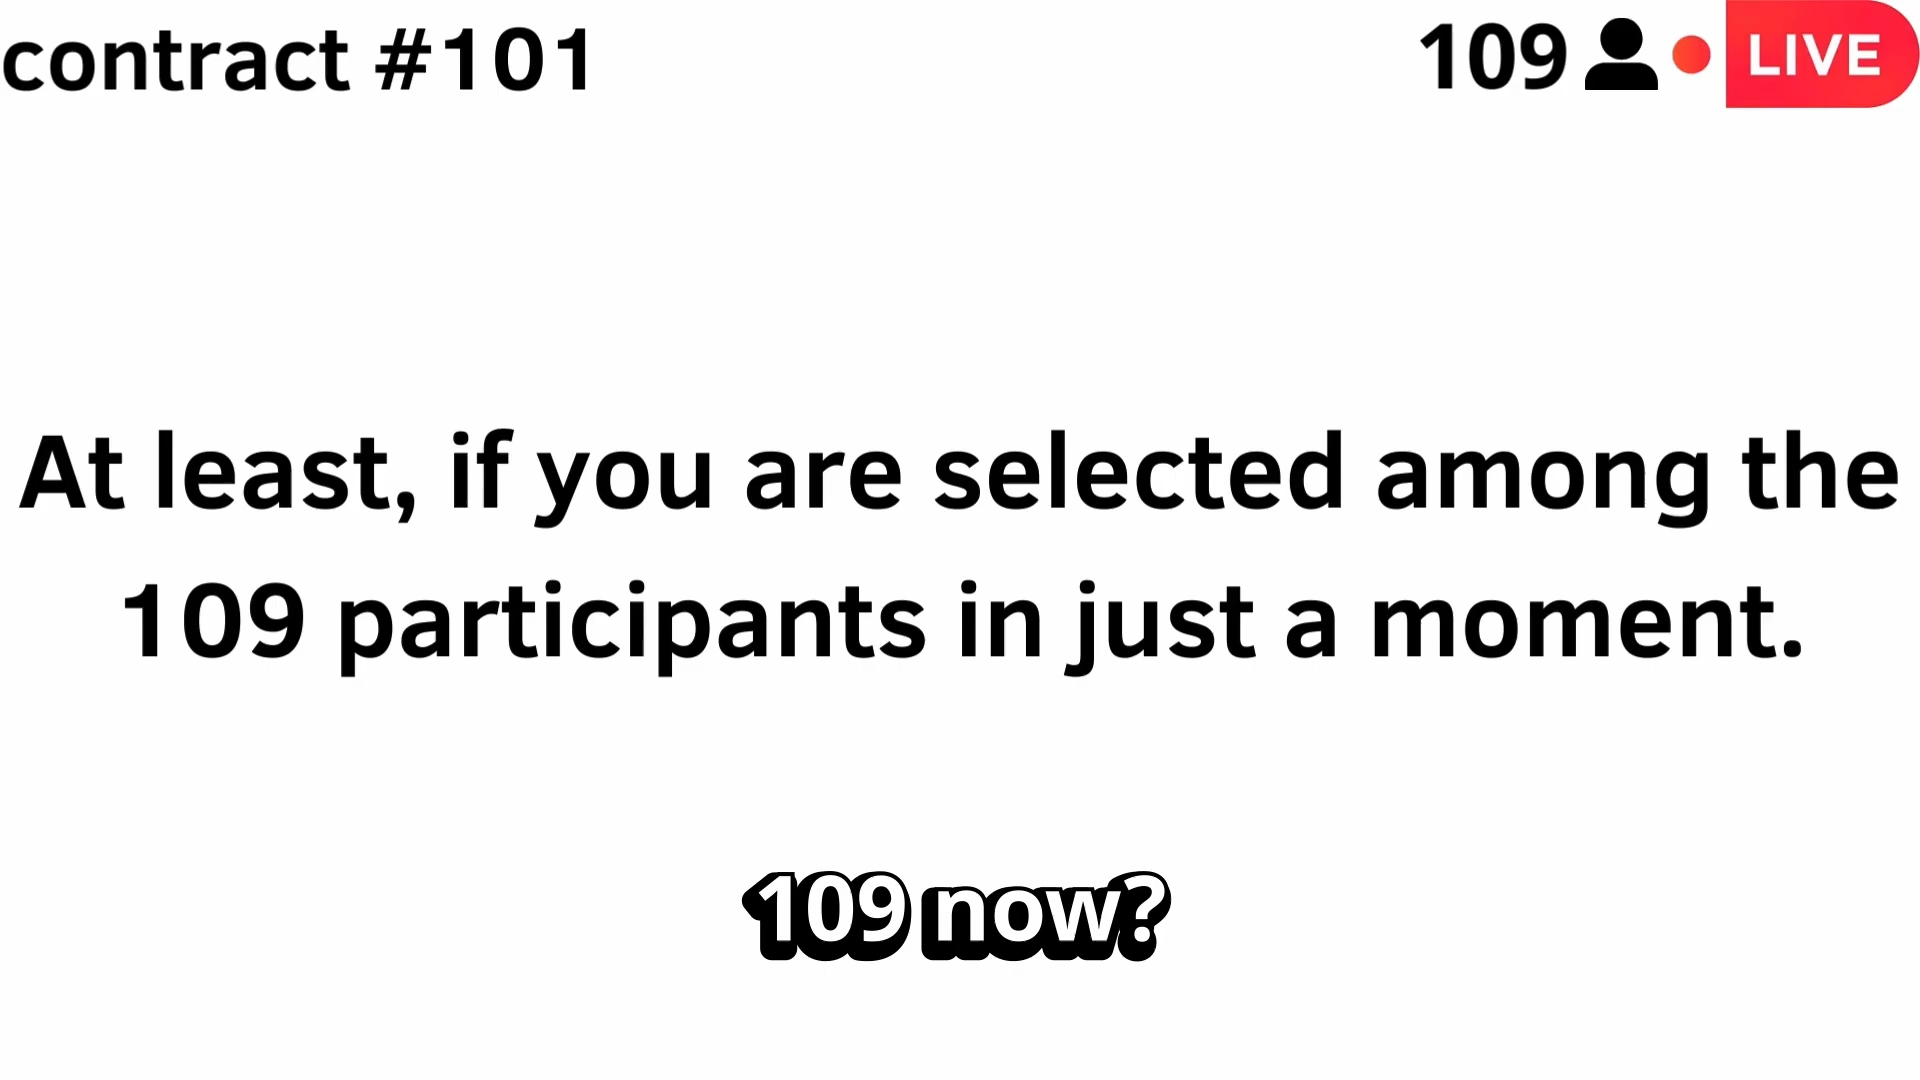 contract #101
109
LIVE
At least, if you are selected among the
109 participants in just a moment.
109 now?